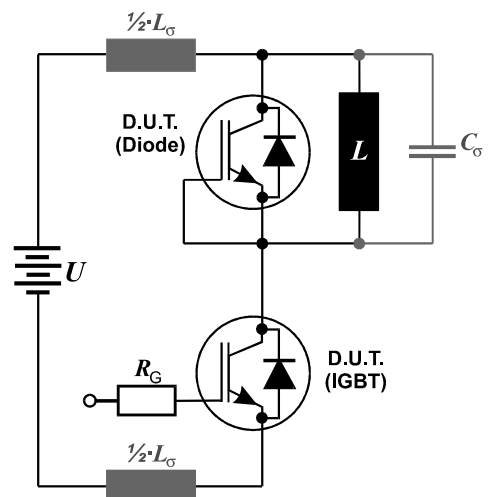 ½·Lσ
D.U.T.
(Diode)
L
Cσ
U
RG
D.U.T.
(IGBT)
½·Lσ